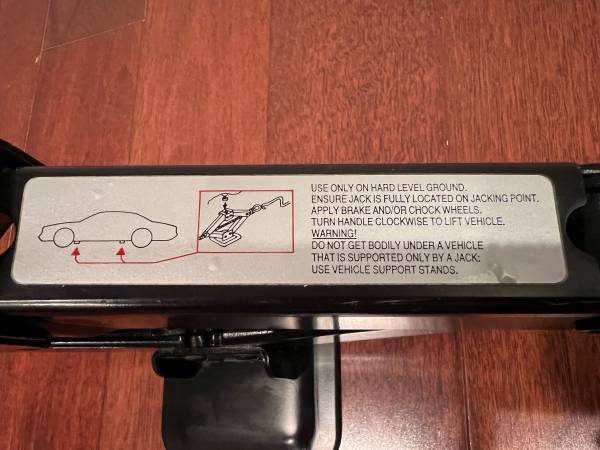 USE ONLY ON HARD LEVEL GROUND.
ENSURE JACK IS FULLY LOCATED ON JACKING POINT.
APPLY BRAKE AND/OR CHOCK WHEELS.
TURN HANDLE CLOCKWISE TO LIFT VEHICLE.
WARNING!
DO NOT GET BODILY UNDER A VEHICLE
THAT IS SUPPORTED ONLY BY A JACK:
USE VEHICLE SUPPORT STANDS.